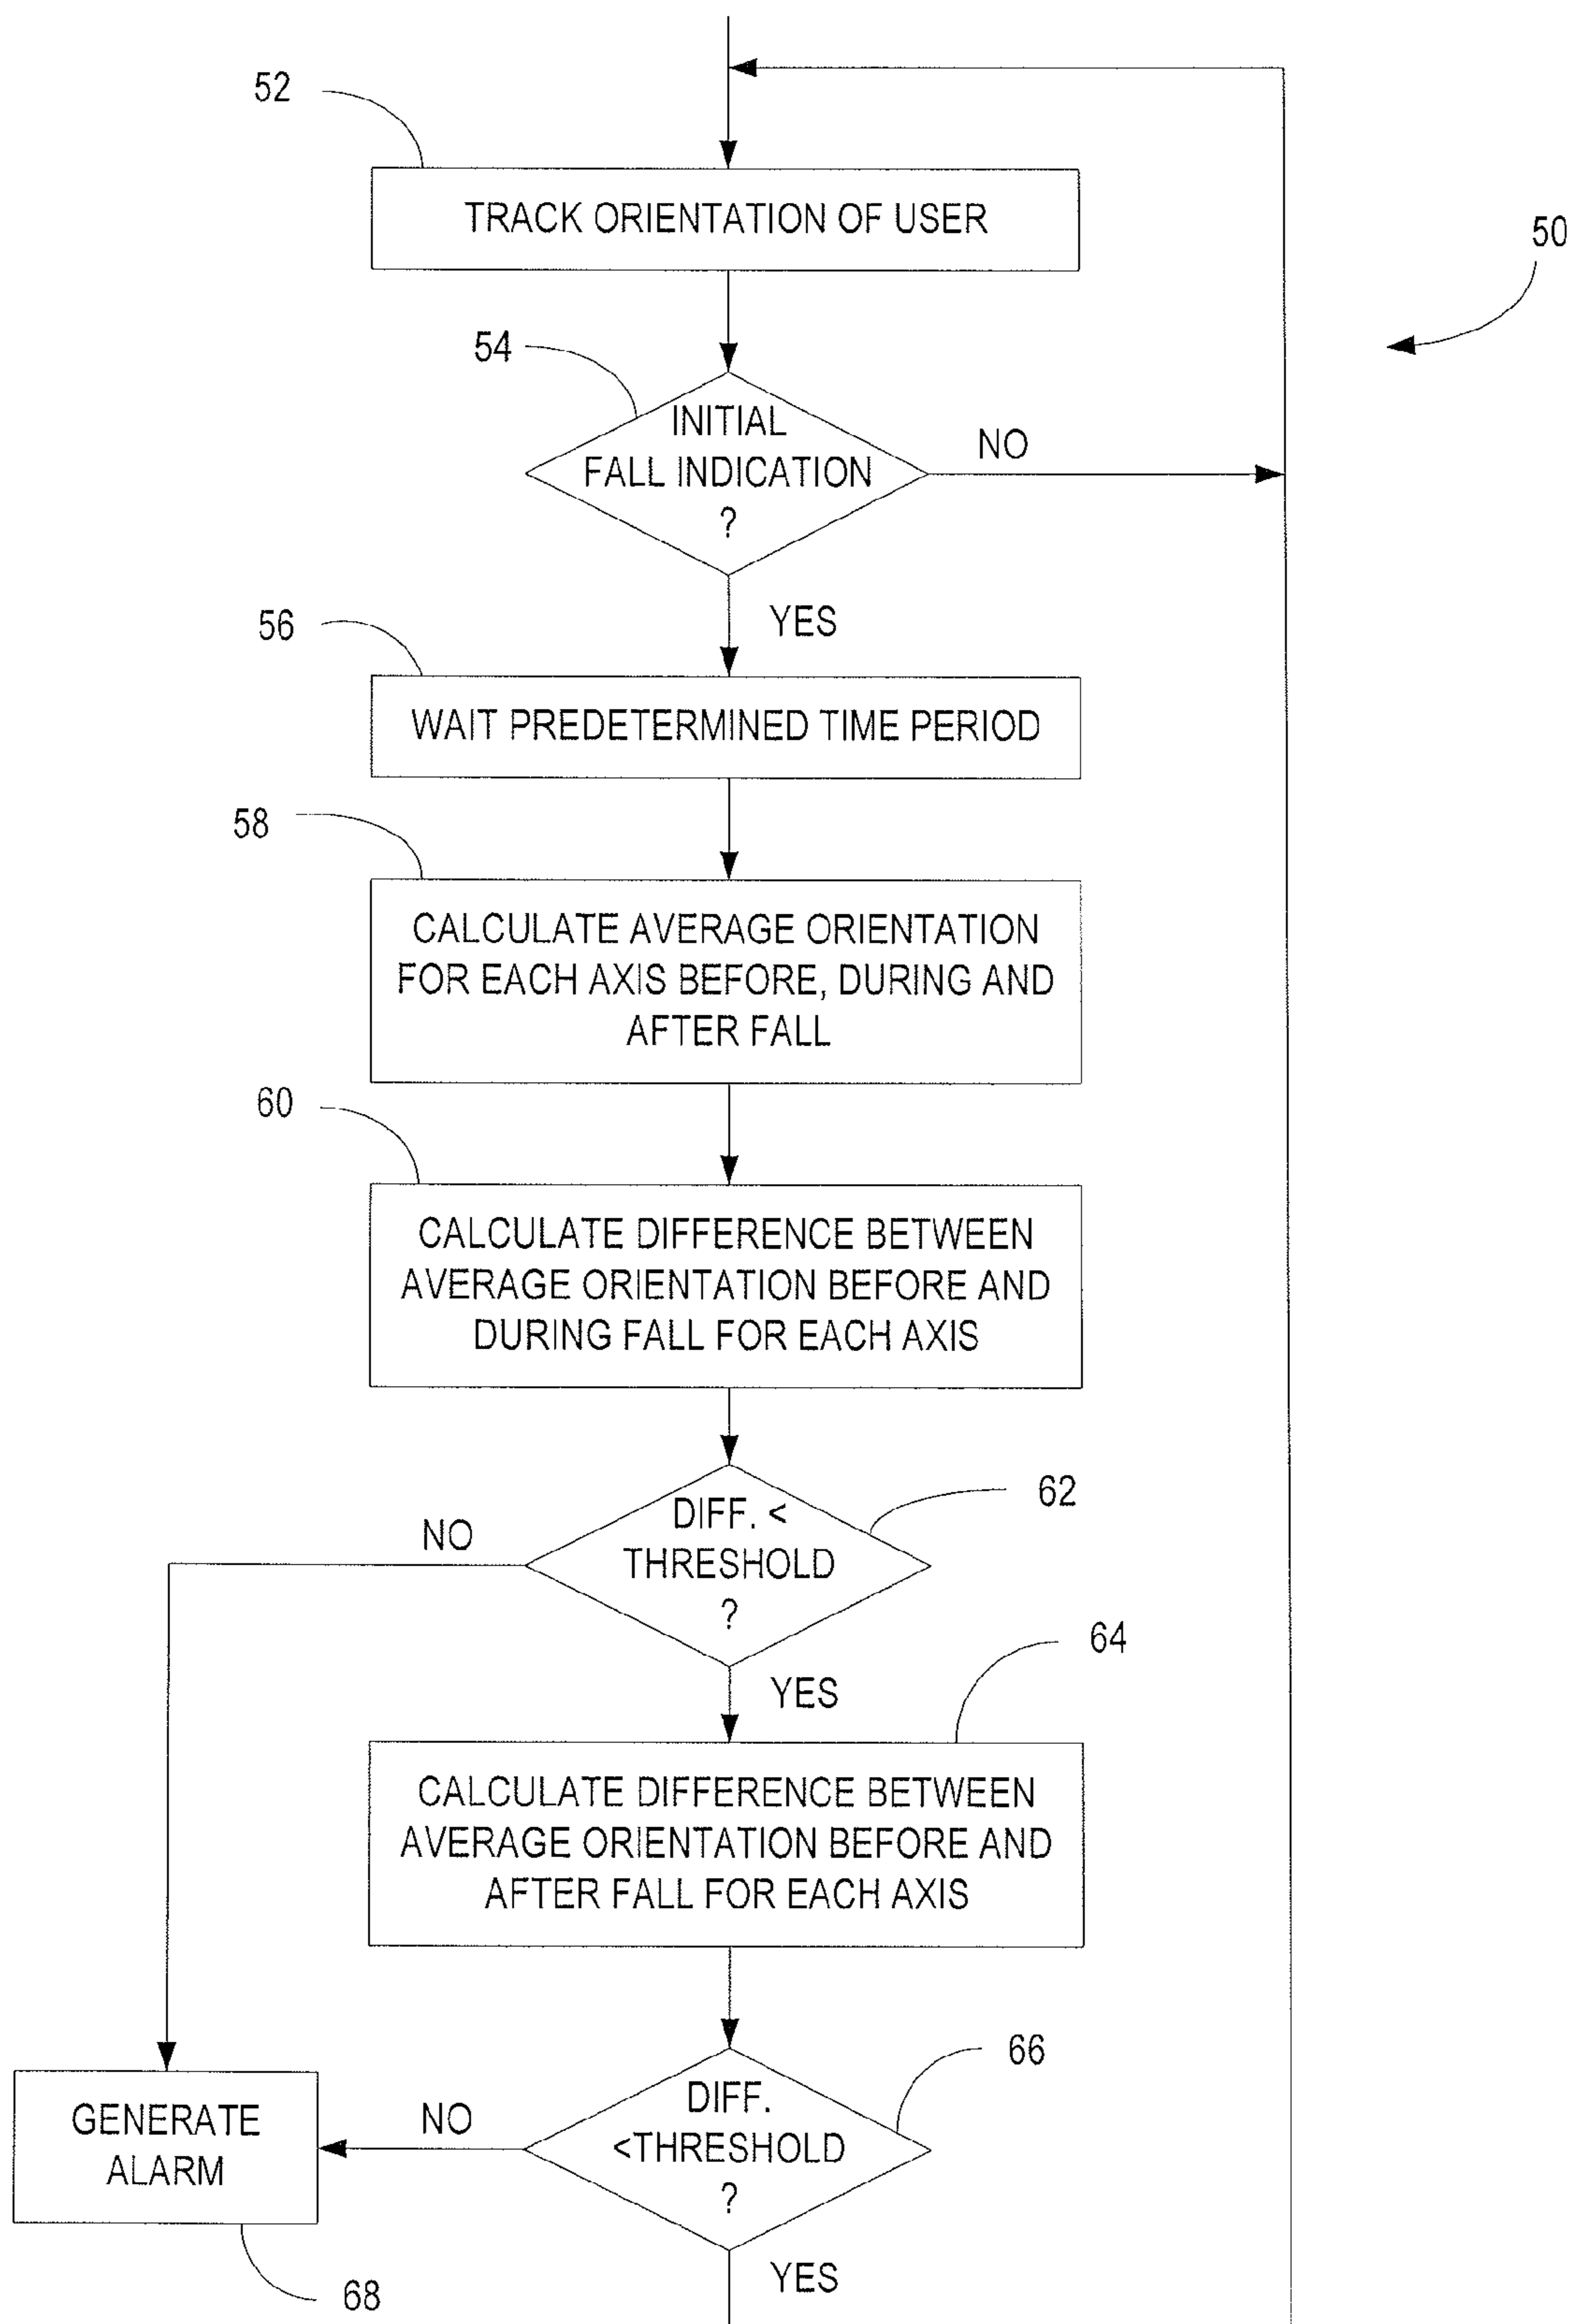 52
TRACK ORIENTATION OF USER
50
54
INITIAL
FALL INDICATION
?
NO
YES
56
WAIT PREDETERMINED TIME PERIOD
58
CALCULATE AVERAGE ORIENTATION
FOR EACH AXIS BEFORE, DURING AND
AFTER FALL
60
CALCULATE DIFFERENCE BETWEEN
AVERAGE ORIENTATION BEFORE AND
DURING FALL FOR EACH AXIS
62
DIFF. <
THRESHOLD
?
NO
YES
64
CALCULATE DIFFERENCE BETWEEN
AVERAGE ORIENTATION BEFORE AND
AFTER FALL FOR EACH AXIS
66
DIFF.
<THRESHOLD
?
NO
GENERATE
ALARM
68
YES